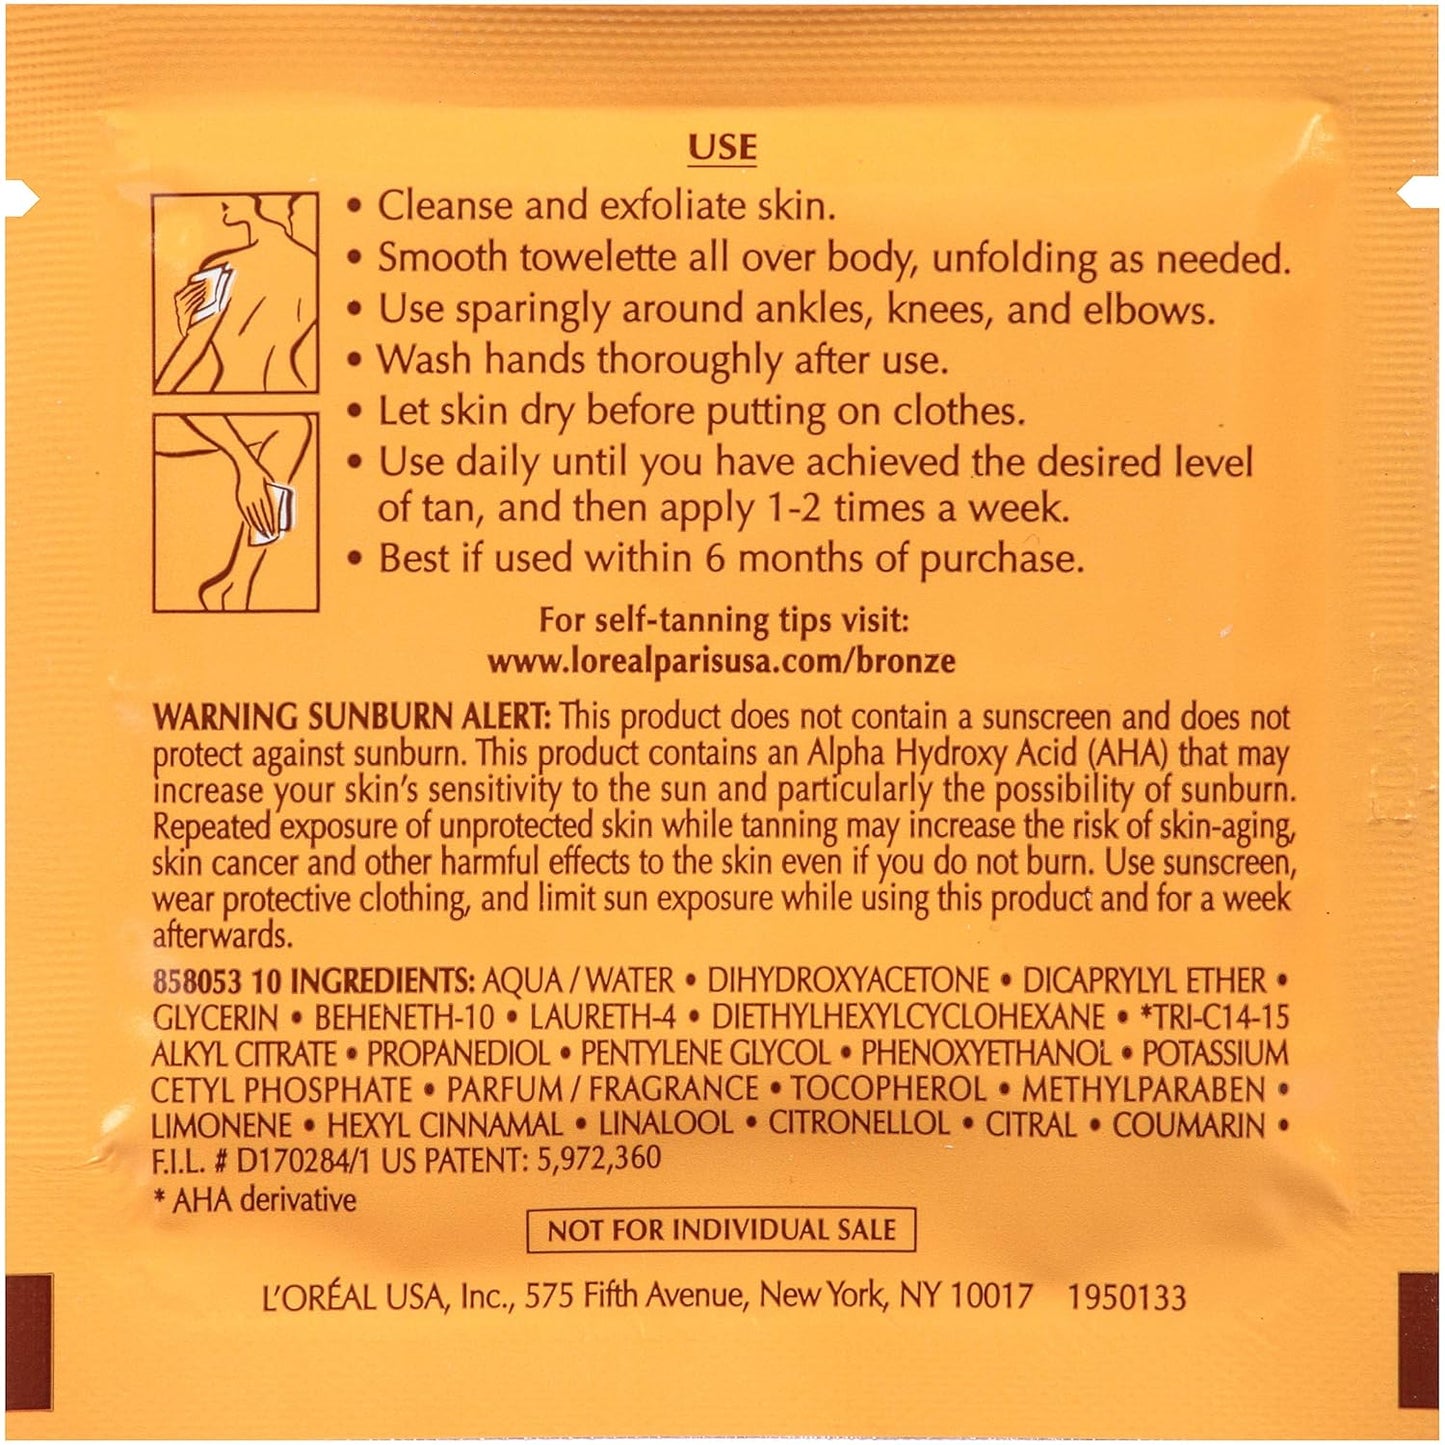 USE
• Cleanse and exfoliate skin.
• Smooth towelette all over body, unfolding as needed.
• Use sparingly around ankles, knees, and elbows.
• Wash hands thoroughly after use.
• Let skin dry before putting on clothes.
• Use daily until you have achieved the desired level
of tan, and then apply 1-2 times a week.
• Best if used within 6 months of purchase.
For self-tanning tips visit:
www.lorealparisusa.com/bronze
WARNING SUNBURN ALERT: This product does not contain a sunscreen and does not
protect against sunburn. This product contains an Alpha Hydroxy Acid (AHA) that may
increase your skin's sensitivity to the sun and particularly the possibility of sunburn.
Repeated exposure of unprotected skin while tanning may increase the risk of skin-aging,
skin cancer and other harmful effects to the skin even if you do not burn. Use sunscreen,
wear protective clothing, and limit sun exposure while using this product and for a week
afterwards.
858053 10 INGREDIENTS: AQUA / WATER • DIHYDROXYACETONE • DICAPRYLYL ETHER •
GLYCERIN • BEHENETH-10 • LAURETH-4 • DIETHYLHEXYLCYCLOHEXANE • *TRI-C14-15
ALKYL CITRATE • PROPANEDIOL • PENTYLENE GLYCOL • PHENOXYETHANOL • POTASSIUM
CETYL PHOSPHATE • PARFUM / FRAGRANCE • TOCOPHEROL • METHYLPARABEN •
LIMONENE • HEXYL CINNAMAL • LINALOOL • CITRONELLOL • CITRAL • COUMARIN •
F.I.L. # D170284/1 US PATENT: 5,972,360
* AHA derivative
NOT FOR INDIVIDUAL SALE
L'ORÉAL USA, Inc., 575 Fifth Avenue, New York, NY 10017 1950133